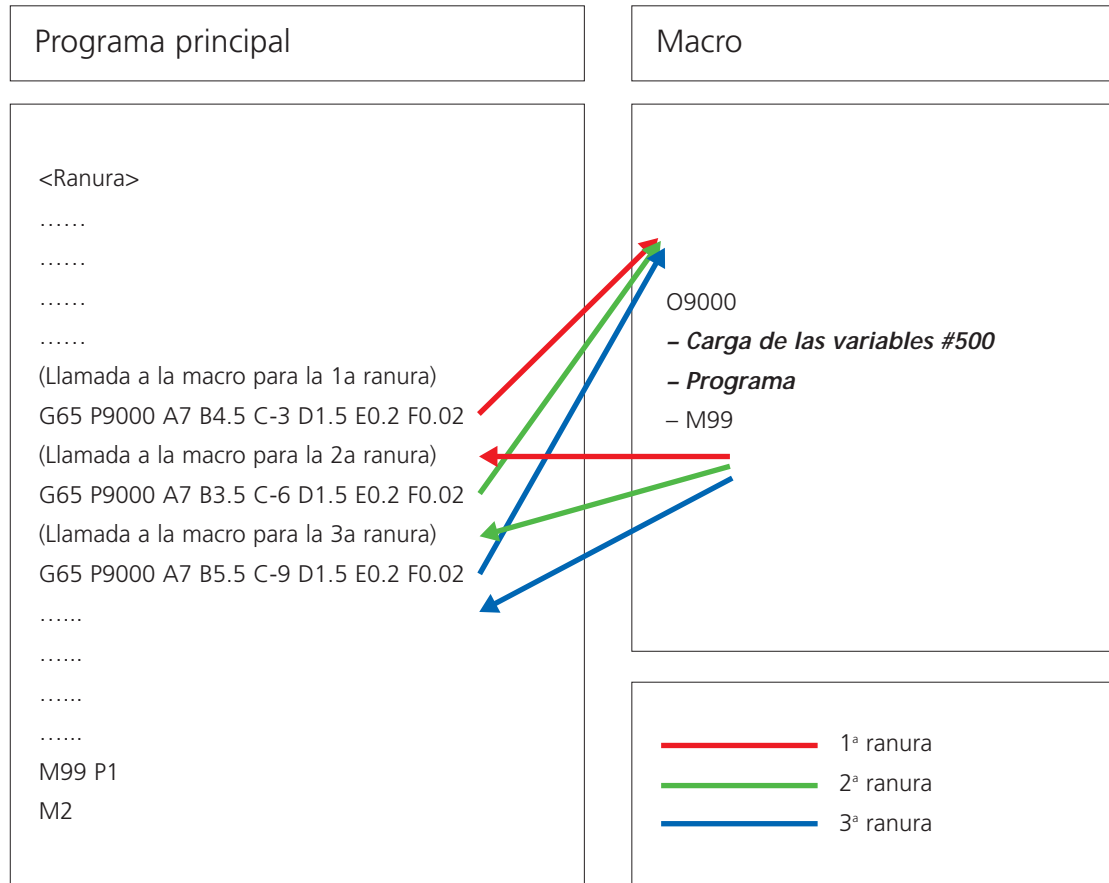 Programa principal
<Ranura>
……
……
……
……
(Llamada a la macro para la 1a ranura)
G65 P9000 A7 B4.5 C-3 D1.5 E0.2 F0.02
(Llamada a la macro para la 2a ranura)
G65 P9000 A7 B3.5 C-6 D1.5 E0.2 F0.02
(Llamada a la macro para la 3a ranura)
G65 P9000 A7 B5.5 C-9 D1.5 E0.2 F0.02
……
……
……
……
M99 P1
M2
Macro
O9000
– Carga de las variables #500
– Programa
– M99
1ª ranura
2ª ranura
3ª ranura